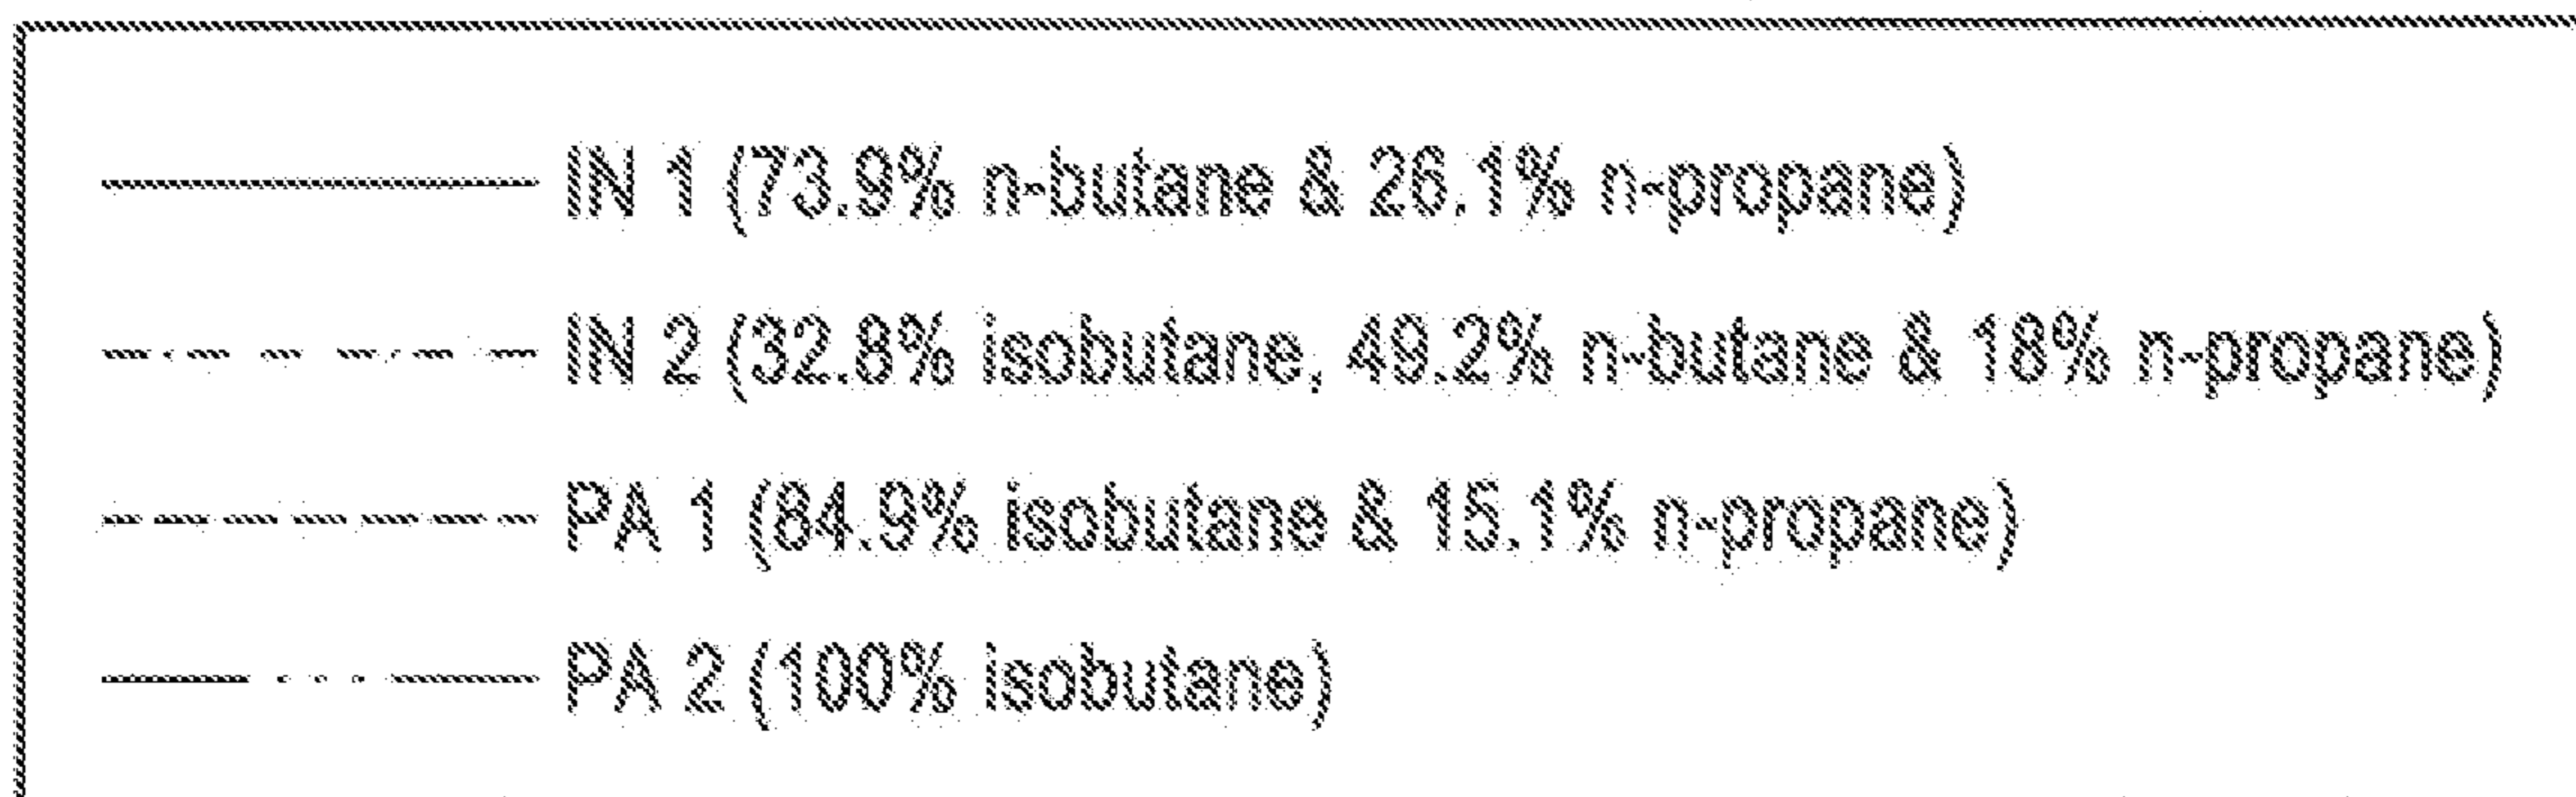 IN 1 (73.9% n-butane & 26.1% n-propane)
IN 2 (32.8% isobutane, 49.2% n-butane & 18% n-propane)
PA 1 (84.9% isobutane & 15.1% n-propane)
PA 2 (100% isobutane)